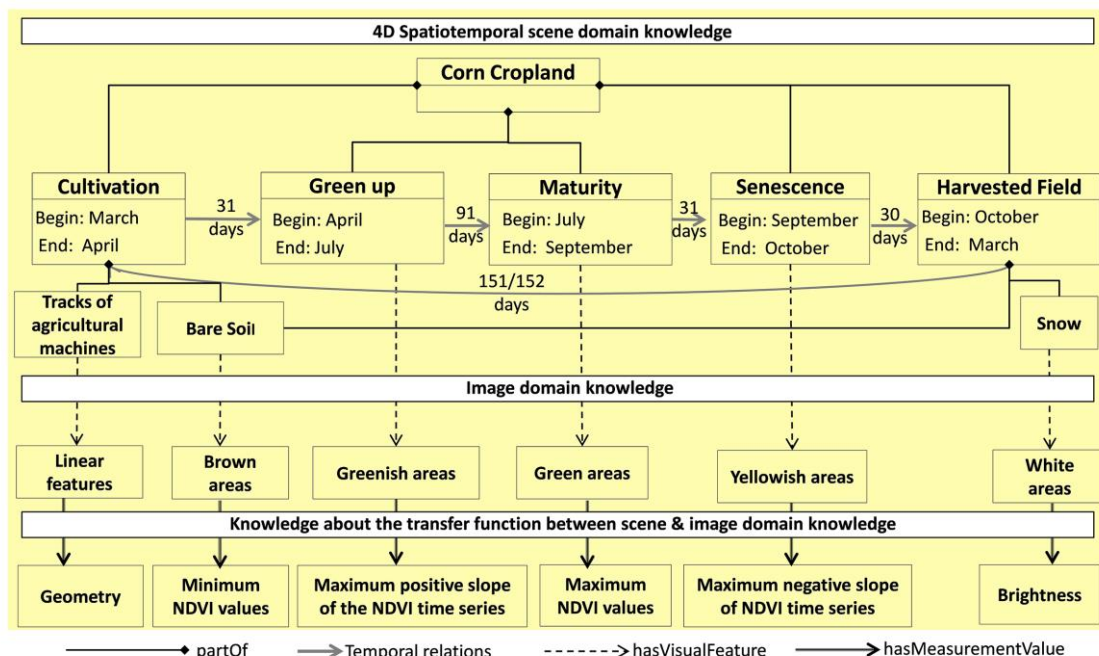 4D Spatiotemporal scene domain knowledge
Corn Cropland
Cultivation
Begin: March
End: April
31
days
Green up
Begin: April
End: July
91
days
Maturity
Begin: July
End: September
31
days
Senescence
Begin: September
End: October
30
days
Harvested Field
Begin: October
End: March
151/152
days
Tracks of
agricultural
machines
Bare Soil
Snow
Image domain knowledge
Linear
features
Brown
areas
Greenish areas
Green areas
Yellowish areas
White
areas
Knowledge about the transfer function between scene & image domain knowledge
Geometry
Minimum
NDVI values
Maximum positive slope
of the NDVI time series
Maximum
NDVI values
Maximum negative slope
of NDVI time series
Brightness
partOf
Temporal relations
hasVisualFeature
hasMeasurementValue